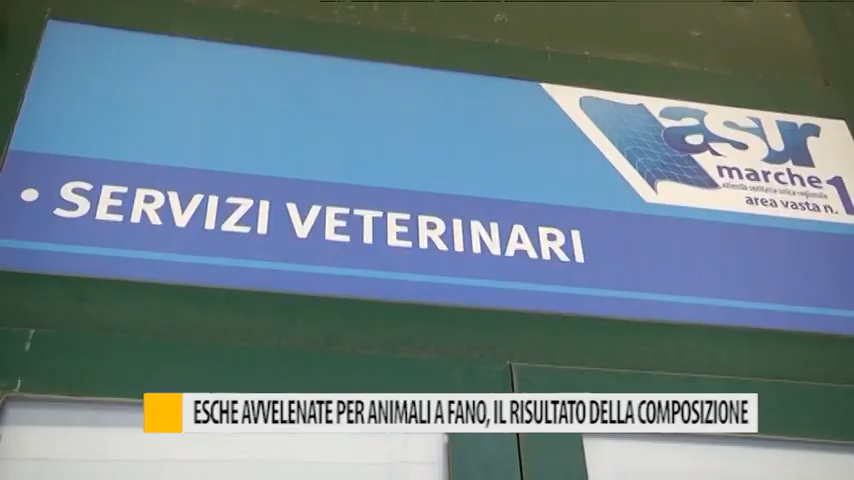 asur
marche 1
azienda sanitaria unica regionale
area vasta n.
• SERVIZI VETERINARI
ESCHE AVVELENATE PER ANIMALI A FANO, IL RISULTATO DELLA COMPOSIZIONE